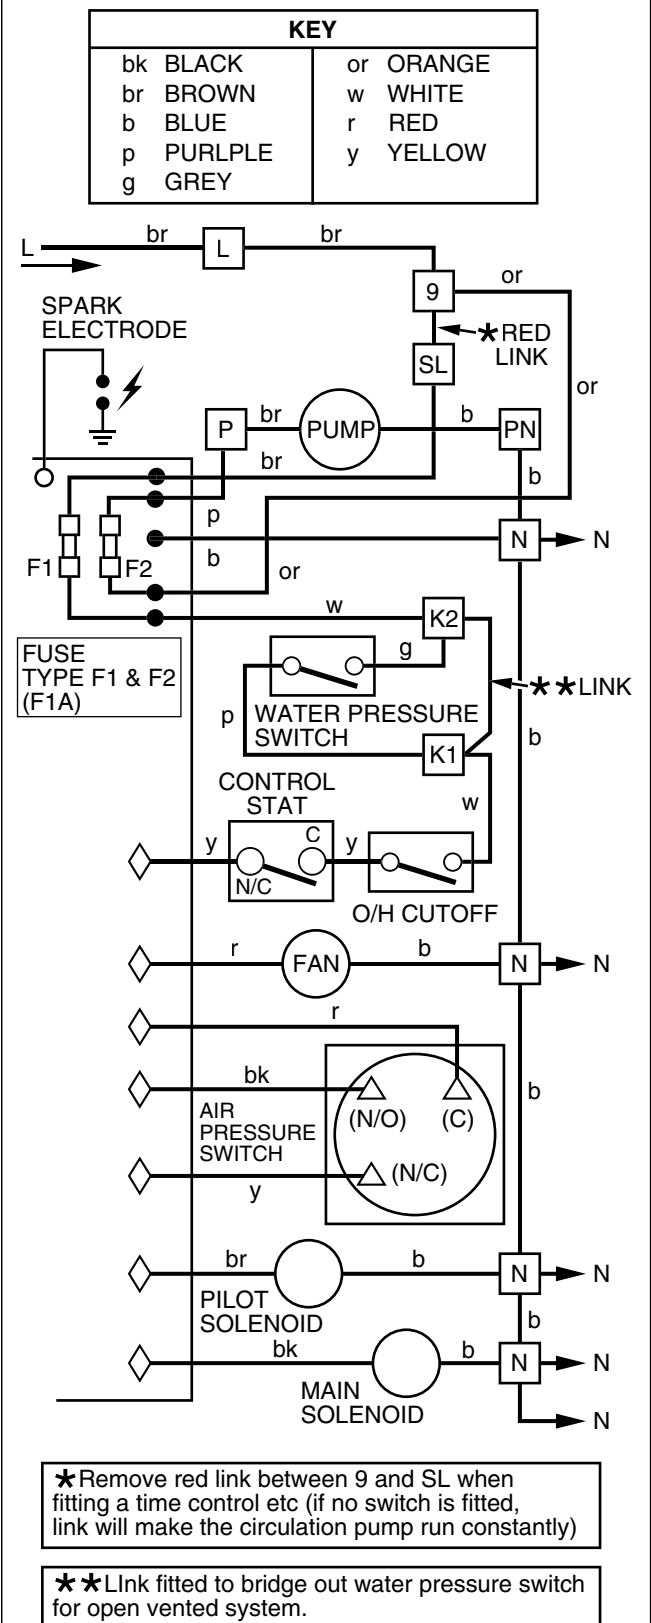 KEY
bk BLACK
br BROWN
b BLUE
p PURLPLE
g GREY
or ORANGE
w WHITE
r RED
y YELLOW
L br L br
9 or
SPARK
ELECTRODE
*RED
LINK
SL
or
P br PUMP b PN
br
b
p
N N
b
F1 F2
or
w K2
FUSE
TYPE F1 & F2
(F1A)
g
**LINK
p WATER PRESSURE
SWITCH
b
K1
CONTROL
STAT
w
y C y
N/C
O/H CUTOFF
r FAN b N N
r
bk
AIR
PRESSURE
SWITCH
(N/O) (C)
b
(N/C)
y
br b N N
PILOT
SOLENOID
b
bk b N N
MAIN
SOLENOID
N
*Remove red link between 9 and SL when
fitting a time control etc (if no switch is fitted,
link will make the circulation pump run constantly)
**LInk fitted to bridge out water pressure switch
for open vented system.